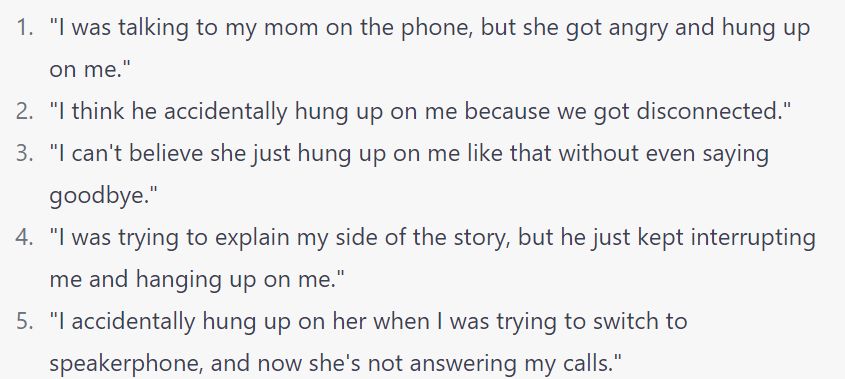 1. "I was talking to my mom on the phone, but she got angry and hung up
on me."
2. "I think he accidentally hung up on me because we got disconnected."
3. "I can't believe she just hung up on me like that without even saying
goodbye."
4. "I was trying to explain my side of the story, but he just kept interrupting
me and hanging up on me."
5. "I accidentally hung up on her when I was trying to switch to
speakerphone, and now she's not answering my calls."